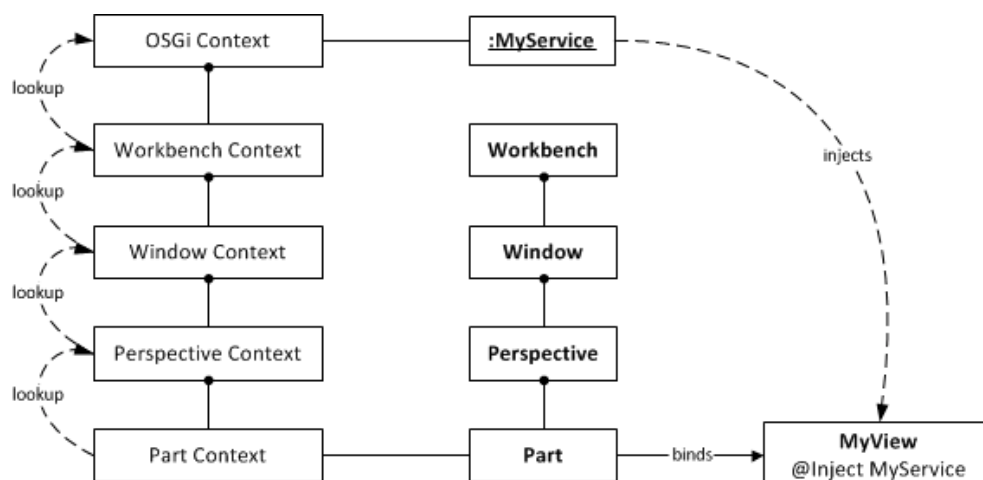 OSGi Context
:MyService
lookup
Workbench Context
Workbench
injects
lookup
Window Context
Window
lookup
Perspective Context
Perspective
lookup
Part Context
Part
binds
MyView
@Inject MyService